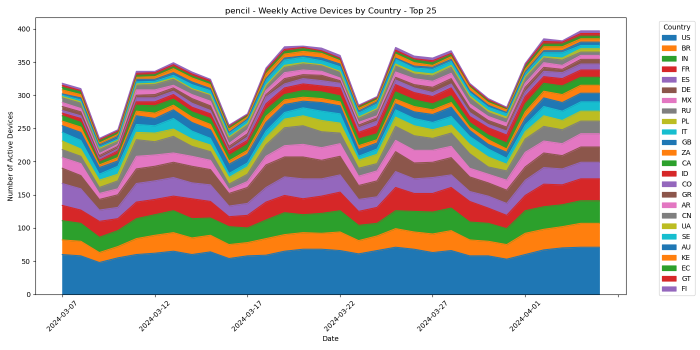 pencil - Weekly Active Devices by Country - Top 25
Number of Active Devices
400
350
300
250
200
150
100
50
0
2024-03-07
2024-03-12
2024-03-17
2024-03-22
2024-03-27
2024-04-01
Date
Country
US
BR
IN
FR
ES
DE
MX
RU
PL
IT
GB
ZA
CA
ID
CO
GR
AR
CN
UA
SE
AU
KE
EC
GT
FI